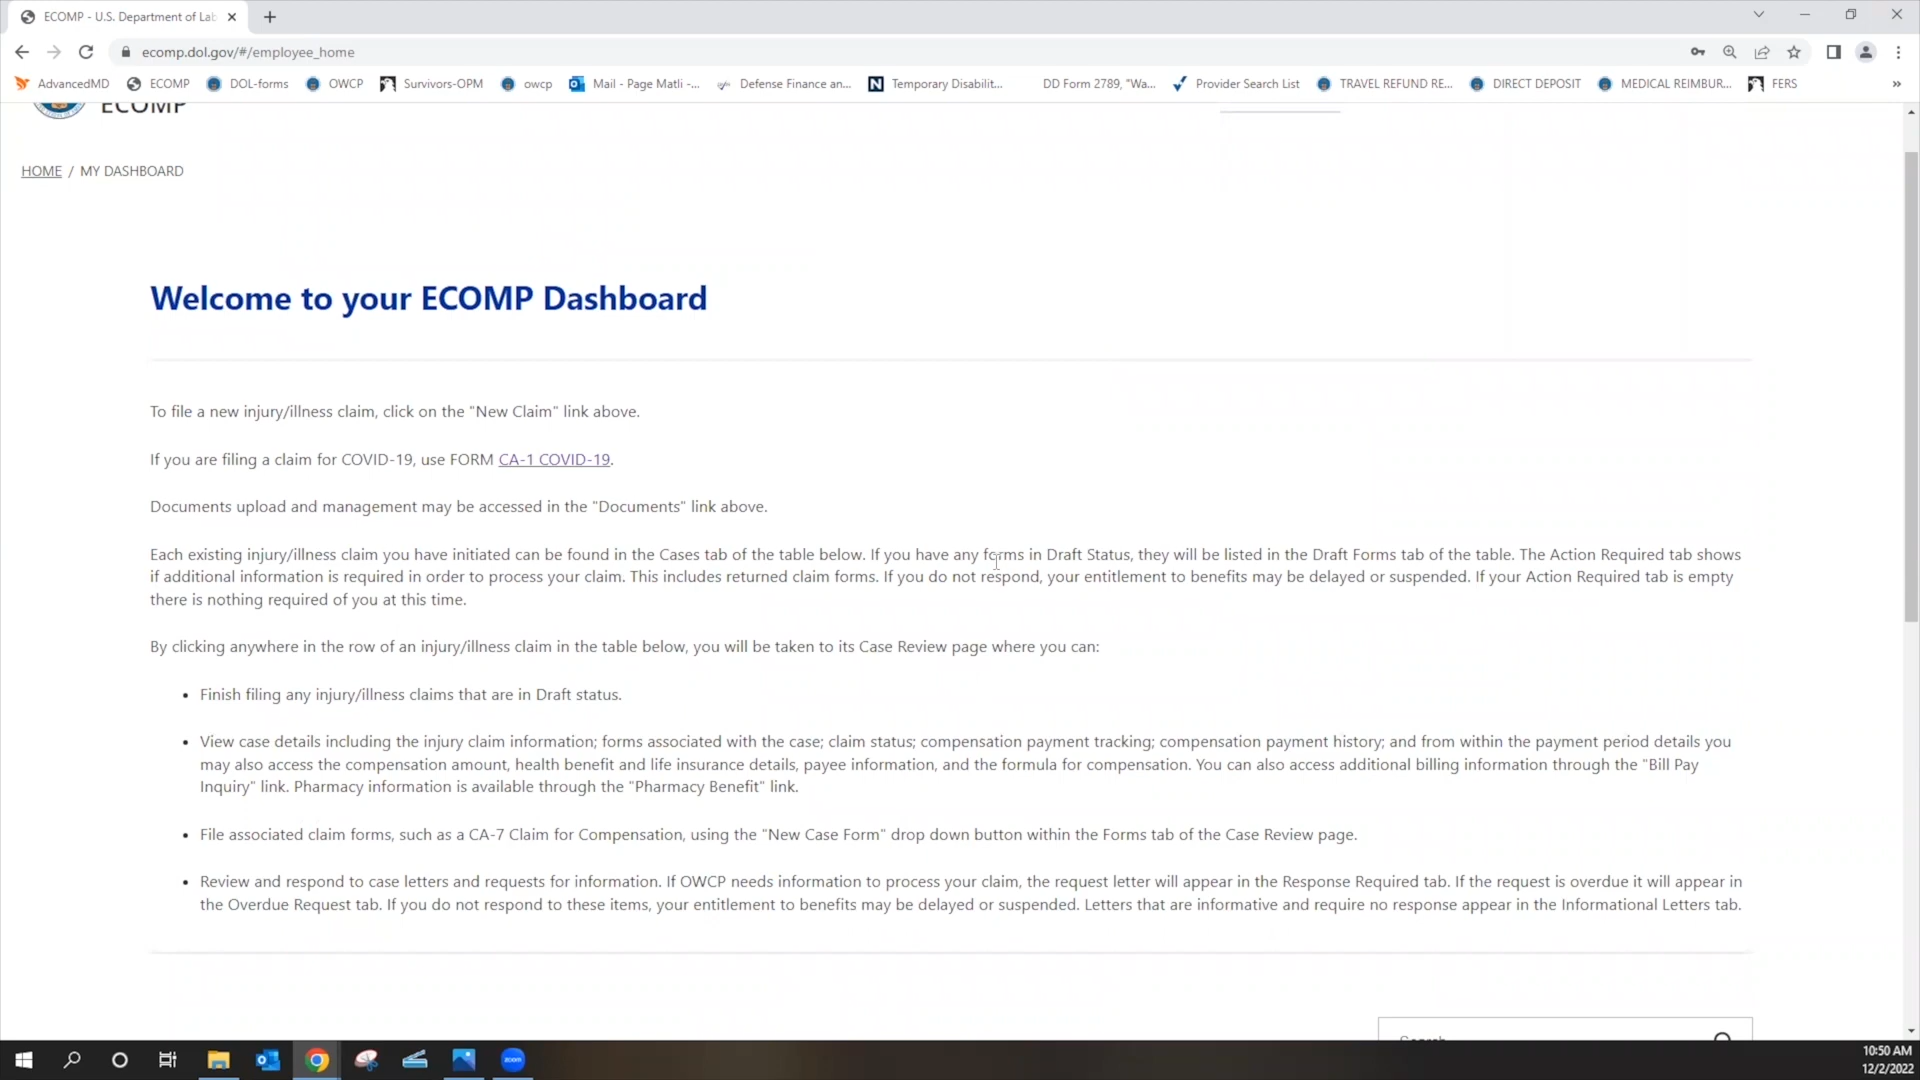 ECOMP - U.S. Department of Lab
ecomp.dol.gov/#/employee_home
AdvancedMD ECOMP DOL-forms OWCP Survivors-OPM owcp Mail - Page Matli -... Defense Finance an... Temporary Disabilit... DD Form 2789, "Wa... Provider Search List TRAVEL REFUND RE... DIRECT DEPOSIT MEDICAL REIMBUR... FERS »
ECOMP
HOME / MY DASHBOARD
Welcome to your ECOMP Dashboard
To file a new injury/illness claim, click on the "New Claim" link above.
If you are filing a claim for COVID-19, use FORM CA-1 COVID-19.
Documents upload and management may be accessed in the "Documents" link above.
Each existing injury/illness claim you have initiated can be found in the Cases tab of the table below. If you have any forms in Draft Status, they will be listed in the Draft Forms tab of the table. The Action Required tab shows
if additional information is required in order to process your claim. This includes returned claim forms. If you do not respond, your entitlement to benefits may be delayed or suspended. If your Action Required tab is empty
there is nothing required of you at this time.
By clicking anywhere in the row of an injury/illness claim in the table below, you will be taken to its Case Review page where you can:
• Finish filing any injury/illness claims that are in Draft status.
• View case details including the injury claim information; forms associated with the case; claim status; compensation payment tracking; compensation payment history; and from within the payment period details you
may also access the compensation amount, health benefit and life insurance details, payee information, and the formula for compensation. You can also access additional billing information through the "Bill Pay
Inquiry" link. Pharmacy information is available through the "Pharmacy Benefit" link.
• File associated claim forms, such as a CA-7 Claim for Compensation, using the "New Case Form" drop down button within the Forms tab of the Case Review page.
• Review and respond to case letters and requests for information. If OWCP needs information to process your claim, the request letter will appear in the Response Required tab. If the request is overdue it will appear in
the Overdue Request tab. If you do not respond to these items, your entitlement to benefits may be delayed or suspended. Letters that are informative and require no response appear in the Informational Letters tab.
Search
zoom
10:50 AM
12/2/2022